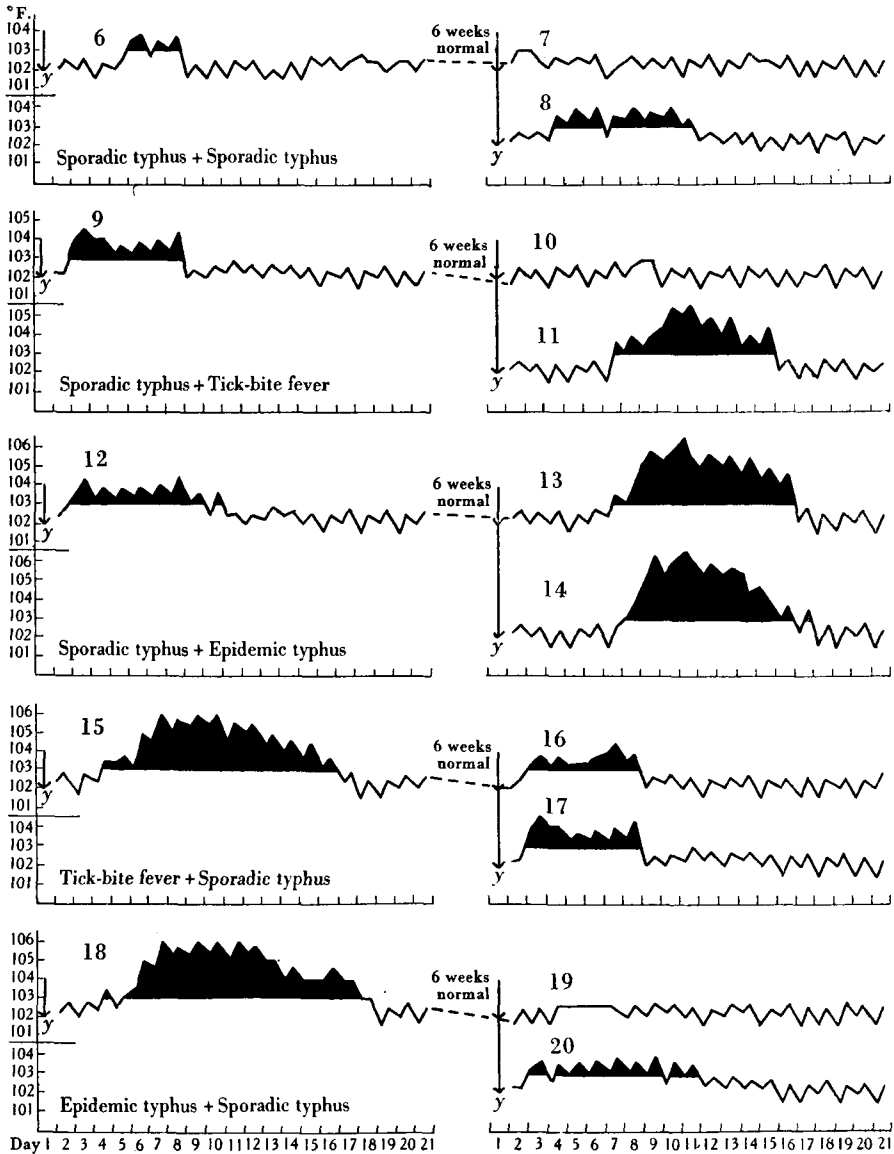 °F.
104
103
102
101
y
6
6 weeks
normal
7
104
103
102
101
8
y
Sporadic typhus + Sporadic typhus
105
104
103
102
101
y
9
6 weeks
normal
10
105
104
103
102
101
11
y
Sporadic typhus + Tick-bite fever
106
105
104
103
102
101
y
12
6 weeks
normal
13
y
106
105
104
103
102
101
14
y
Sporadic typhus + Epidemic typhus
106
105
104
103
102
101
y
15
6 weeks
normal
16
y
104
103
102
101
17
y
Tick-bite fever + Sporadic typhus
106
105
104
103
102
101
y
18
6 weeks
normal
19
104
103
102
101
20
y
Epidemic typhus + Sporadic typhus
Day 1 2 3 4 5 6 7 8 9 10 11 12 13 14 15 16 17 18 19 20 21
1 2 3 4 5 6 7 8 9 10 11 12 13 14 15 16 17 18 19 20 21